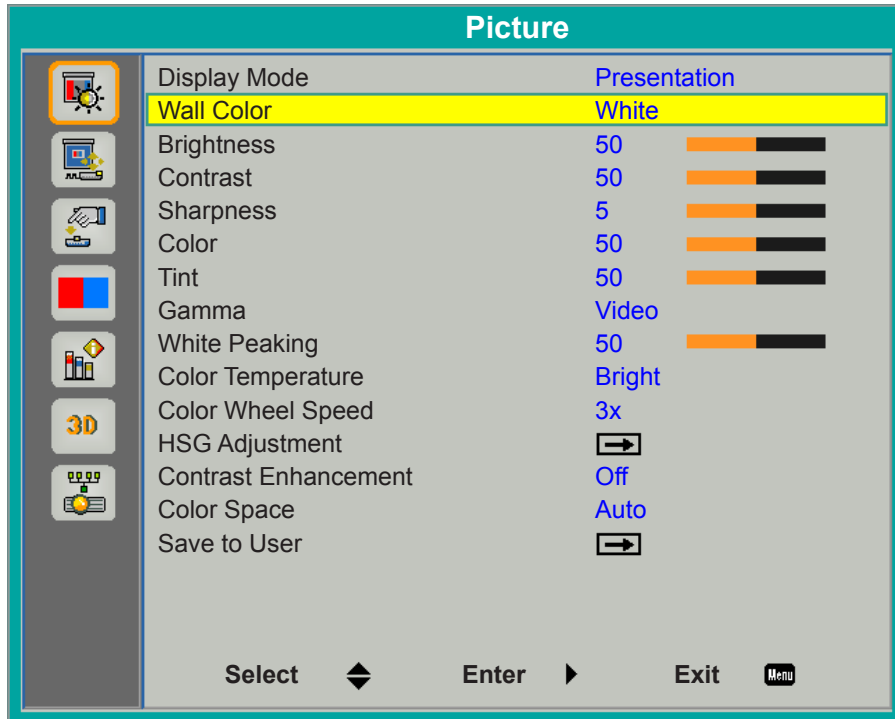 Picture
Display Mode Presentation
Wall Color White
Brightness 50
Contrast 50
Sharpness 5
Color 50
Tint 50
Gamma Video
White Peaking 50
Color Temperature Bright
Color Wheel Speed 3x
HSG Adjustment
Contrast Enhancement Off
Color Space Auto
Save to User
3D
Select Enter Exit Menu